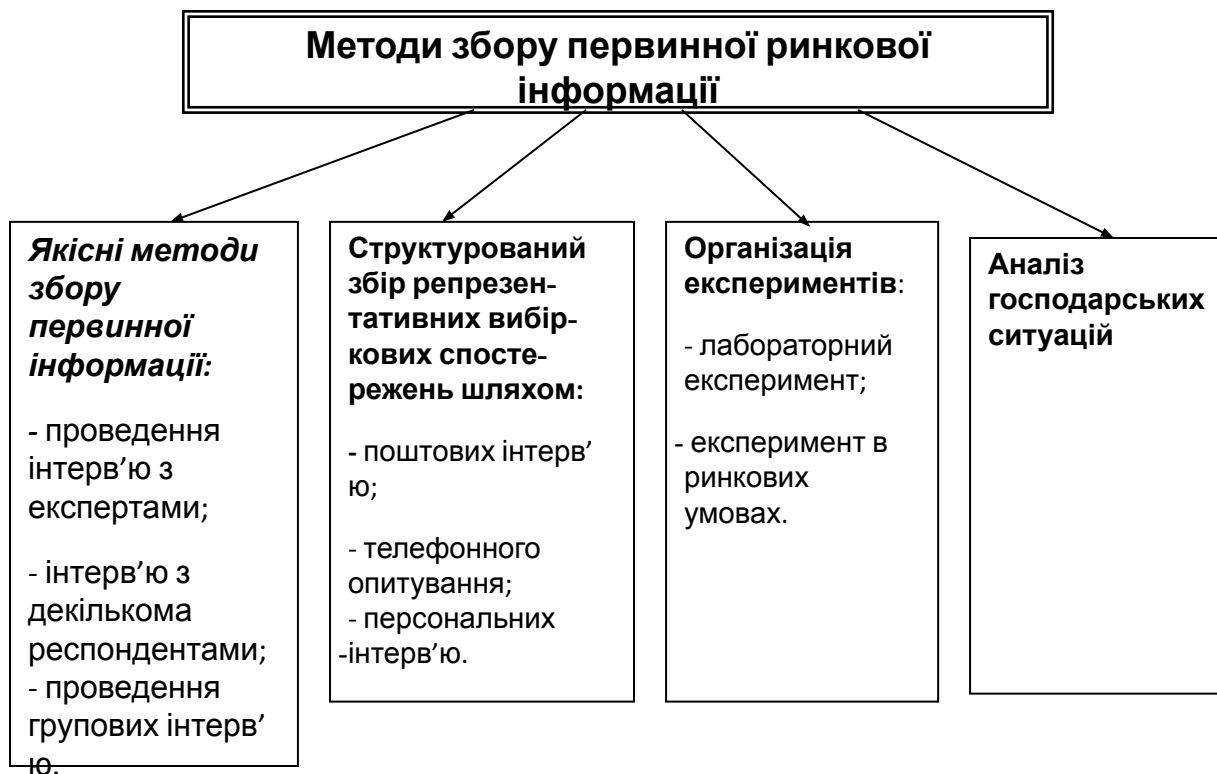 Методи збору первинної ринкової
інформації
Якісні методи
збору
первинної
інформації:
- проведення
інтерв’ю з
експертами;
- інтерв’ю з
декількома
респондентами;
- проведення
групових інтерв’
ю.
Структурований
збір репрезен-
тативних вибір-
кових спосте-
режень шляхом:
- поштових інтерв’
ю;
- телефонного
опитування;
- персональних
-інтерв’ю.
Організація
експериментів:
- лабораторний
експеримент;
- експеримент в
ринкових
умовах.
Аналіз
господарських
ситуацій